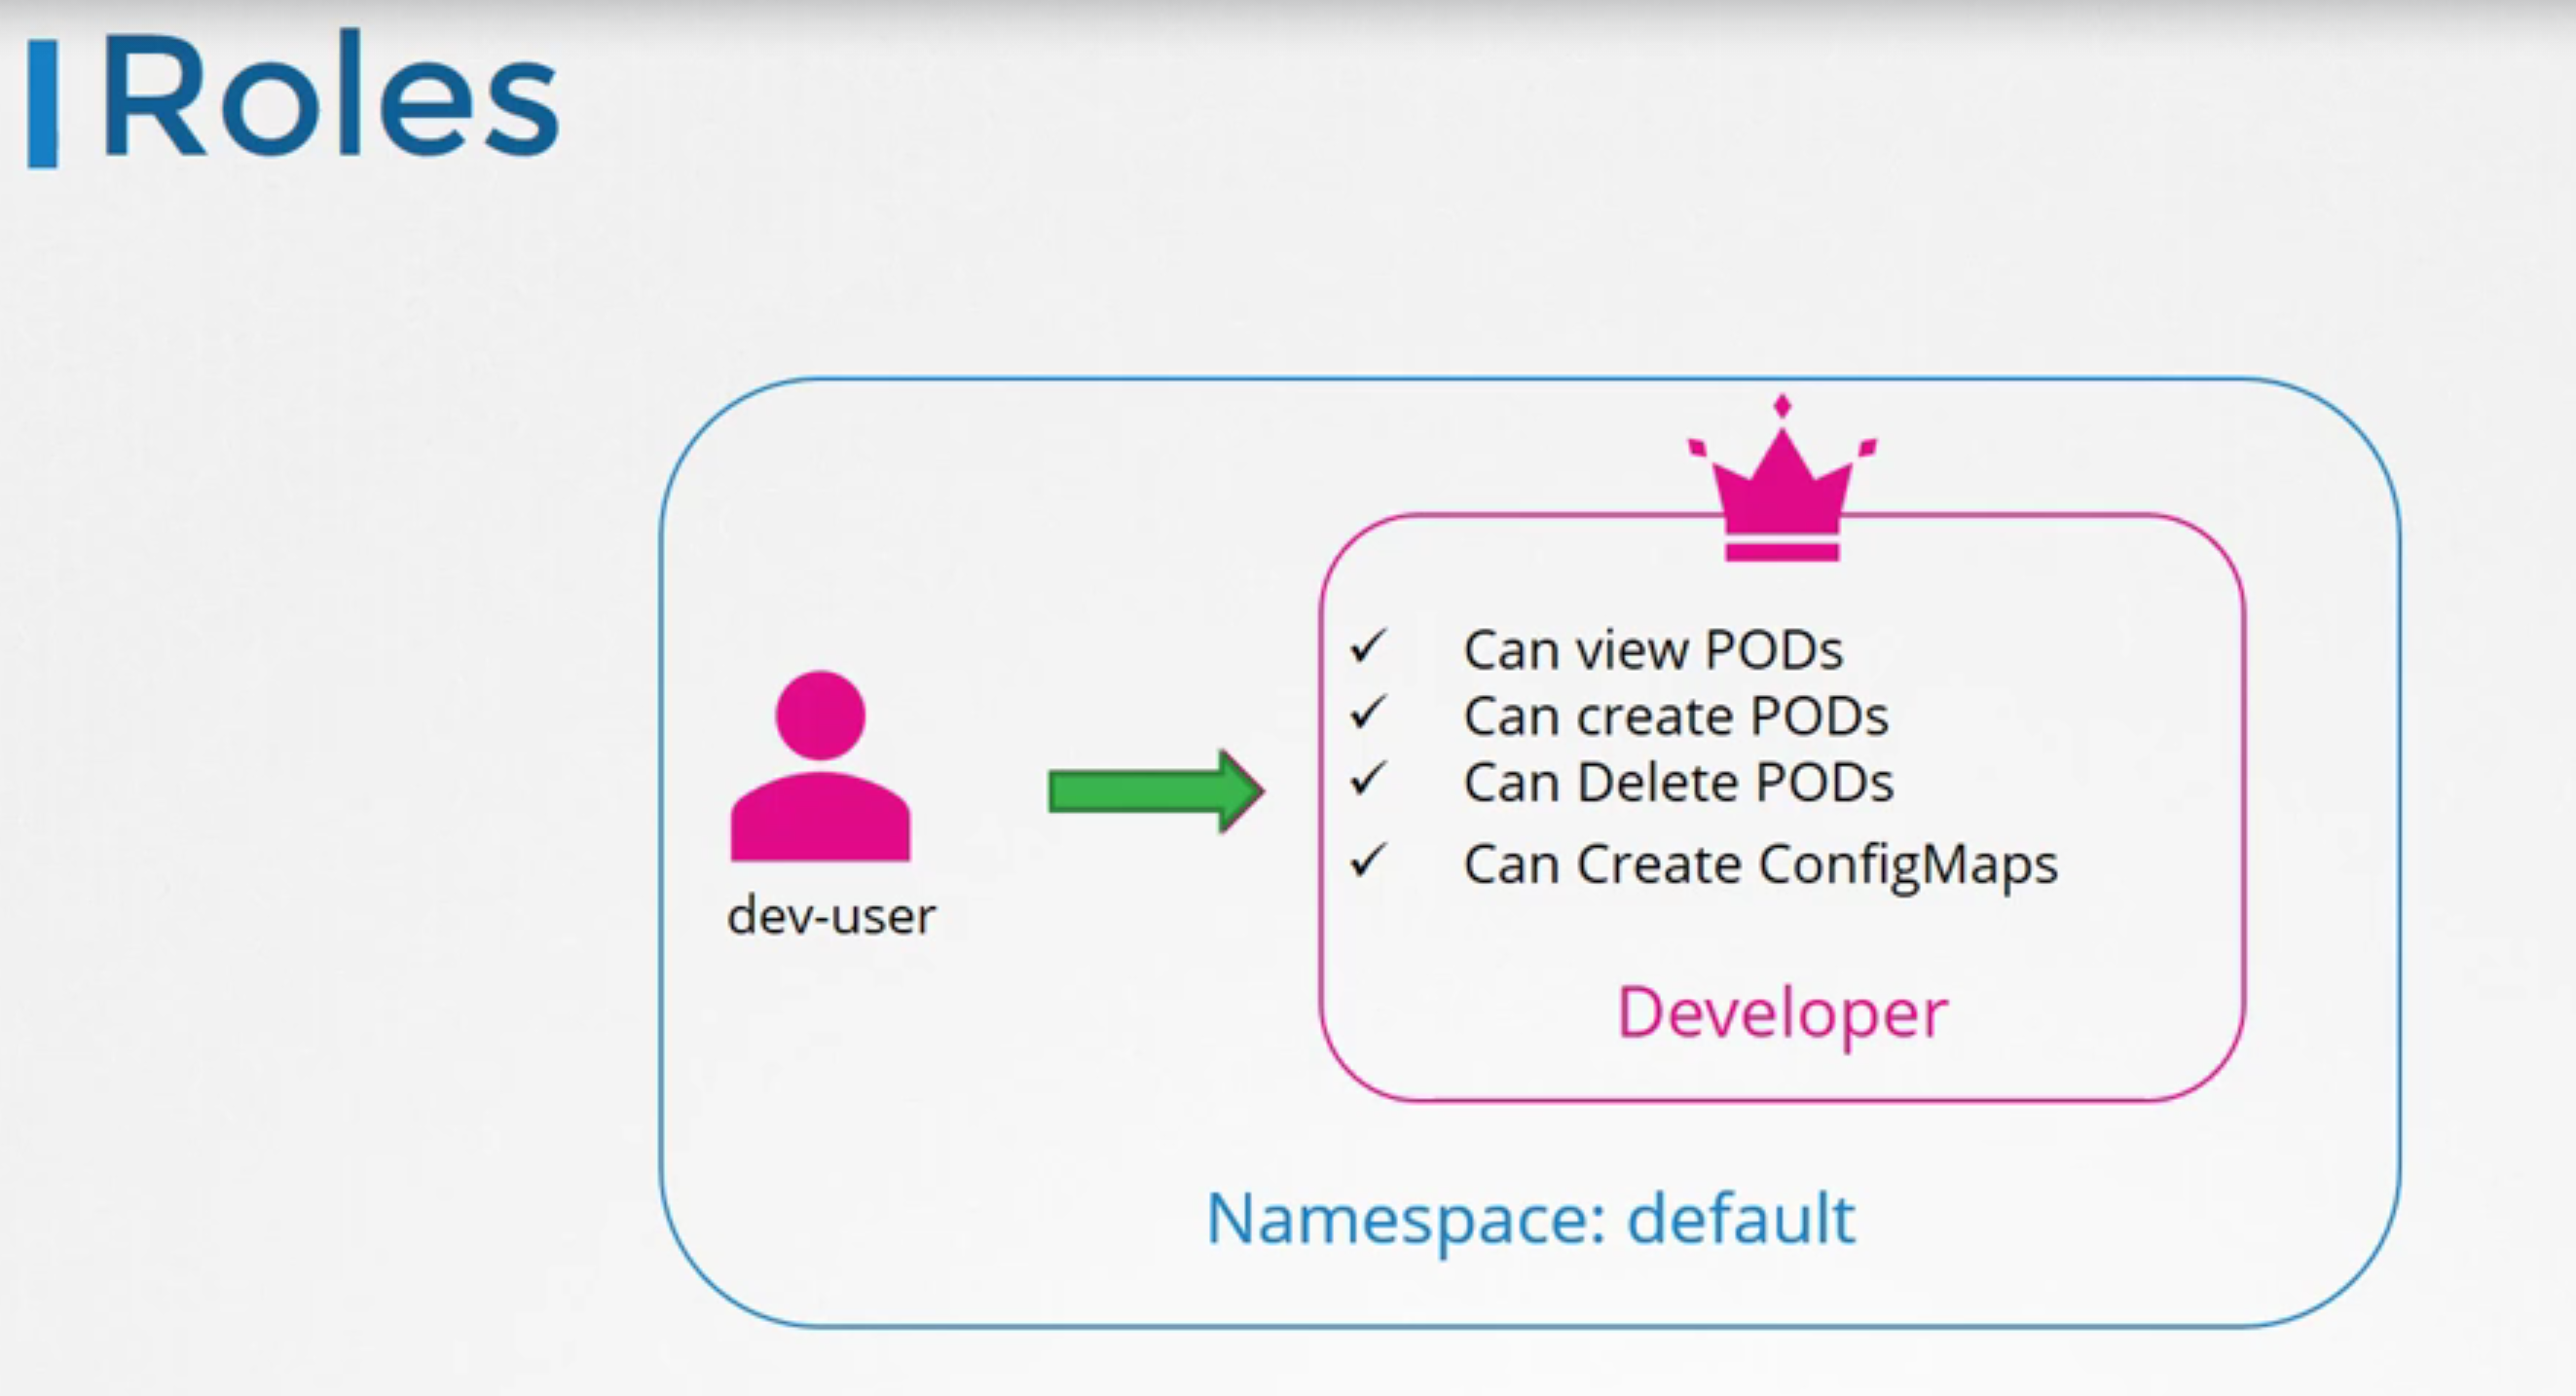 Roles
✓ Can view PODs
✓ Can create PODs
✓ Can Delete PODs
✓ Can Create ConfigMaps
dev-user
Developer
Namespace: default